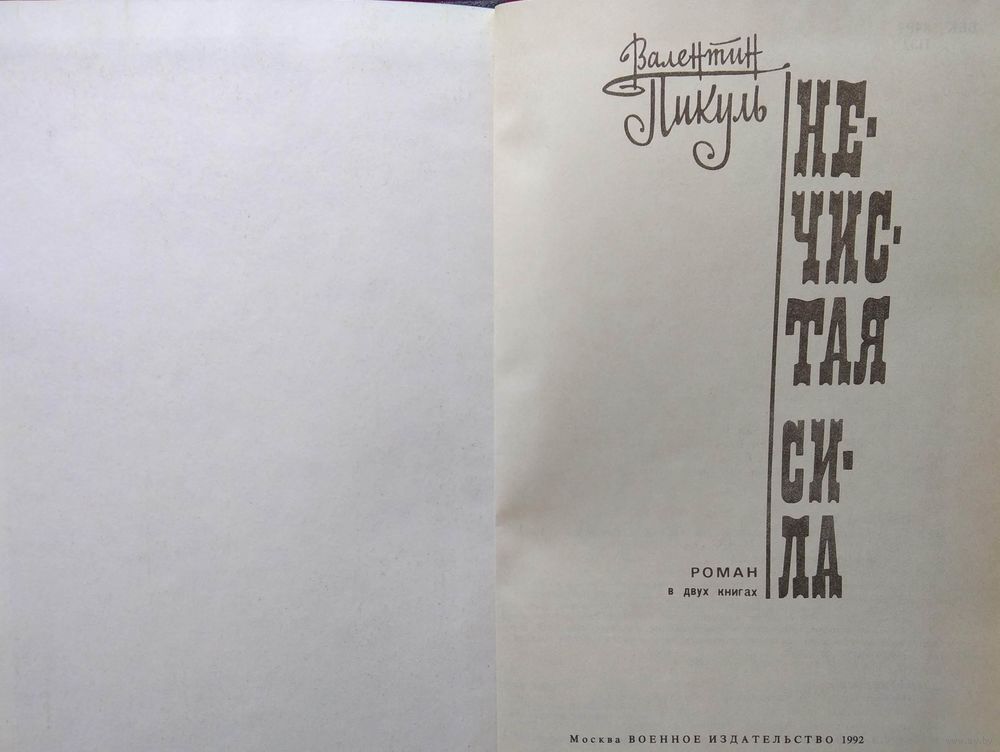 Валентин
Пикуль
НЕ-
ЧИС-
ТАЯ
СИ-
ЛА
РОМАН
в двух книгах
Москва ВОЕННОЕ ИЗДАТЕЛЬСТВО 1992